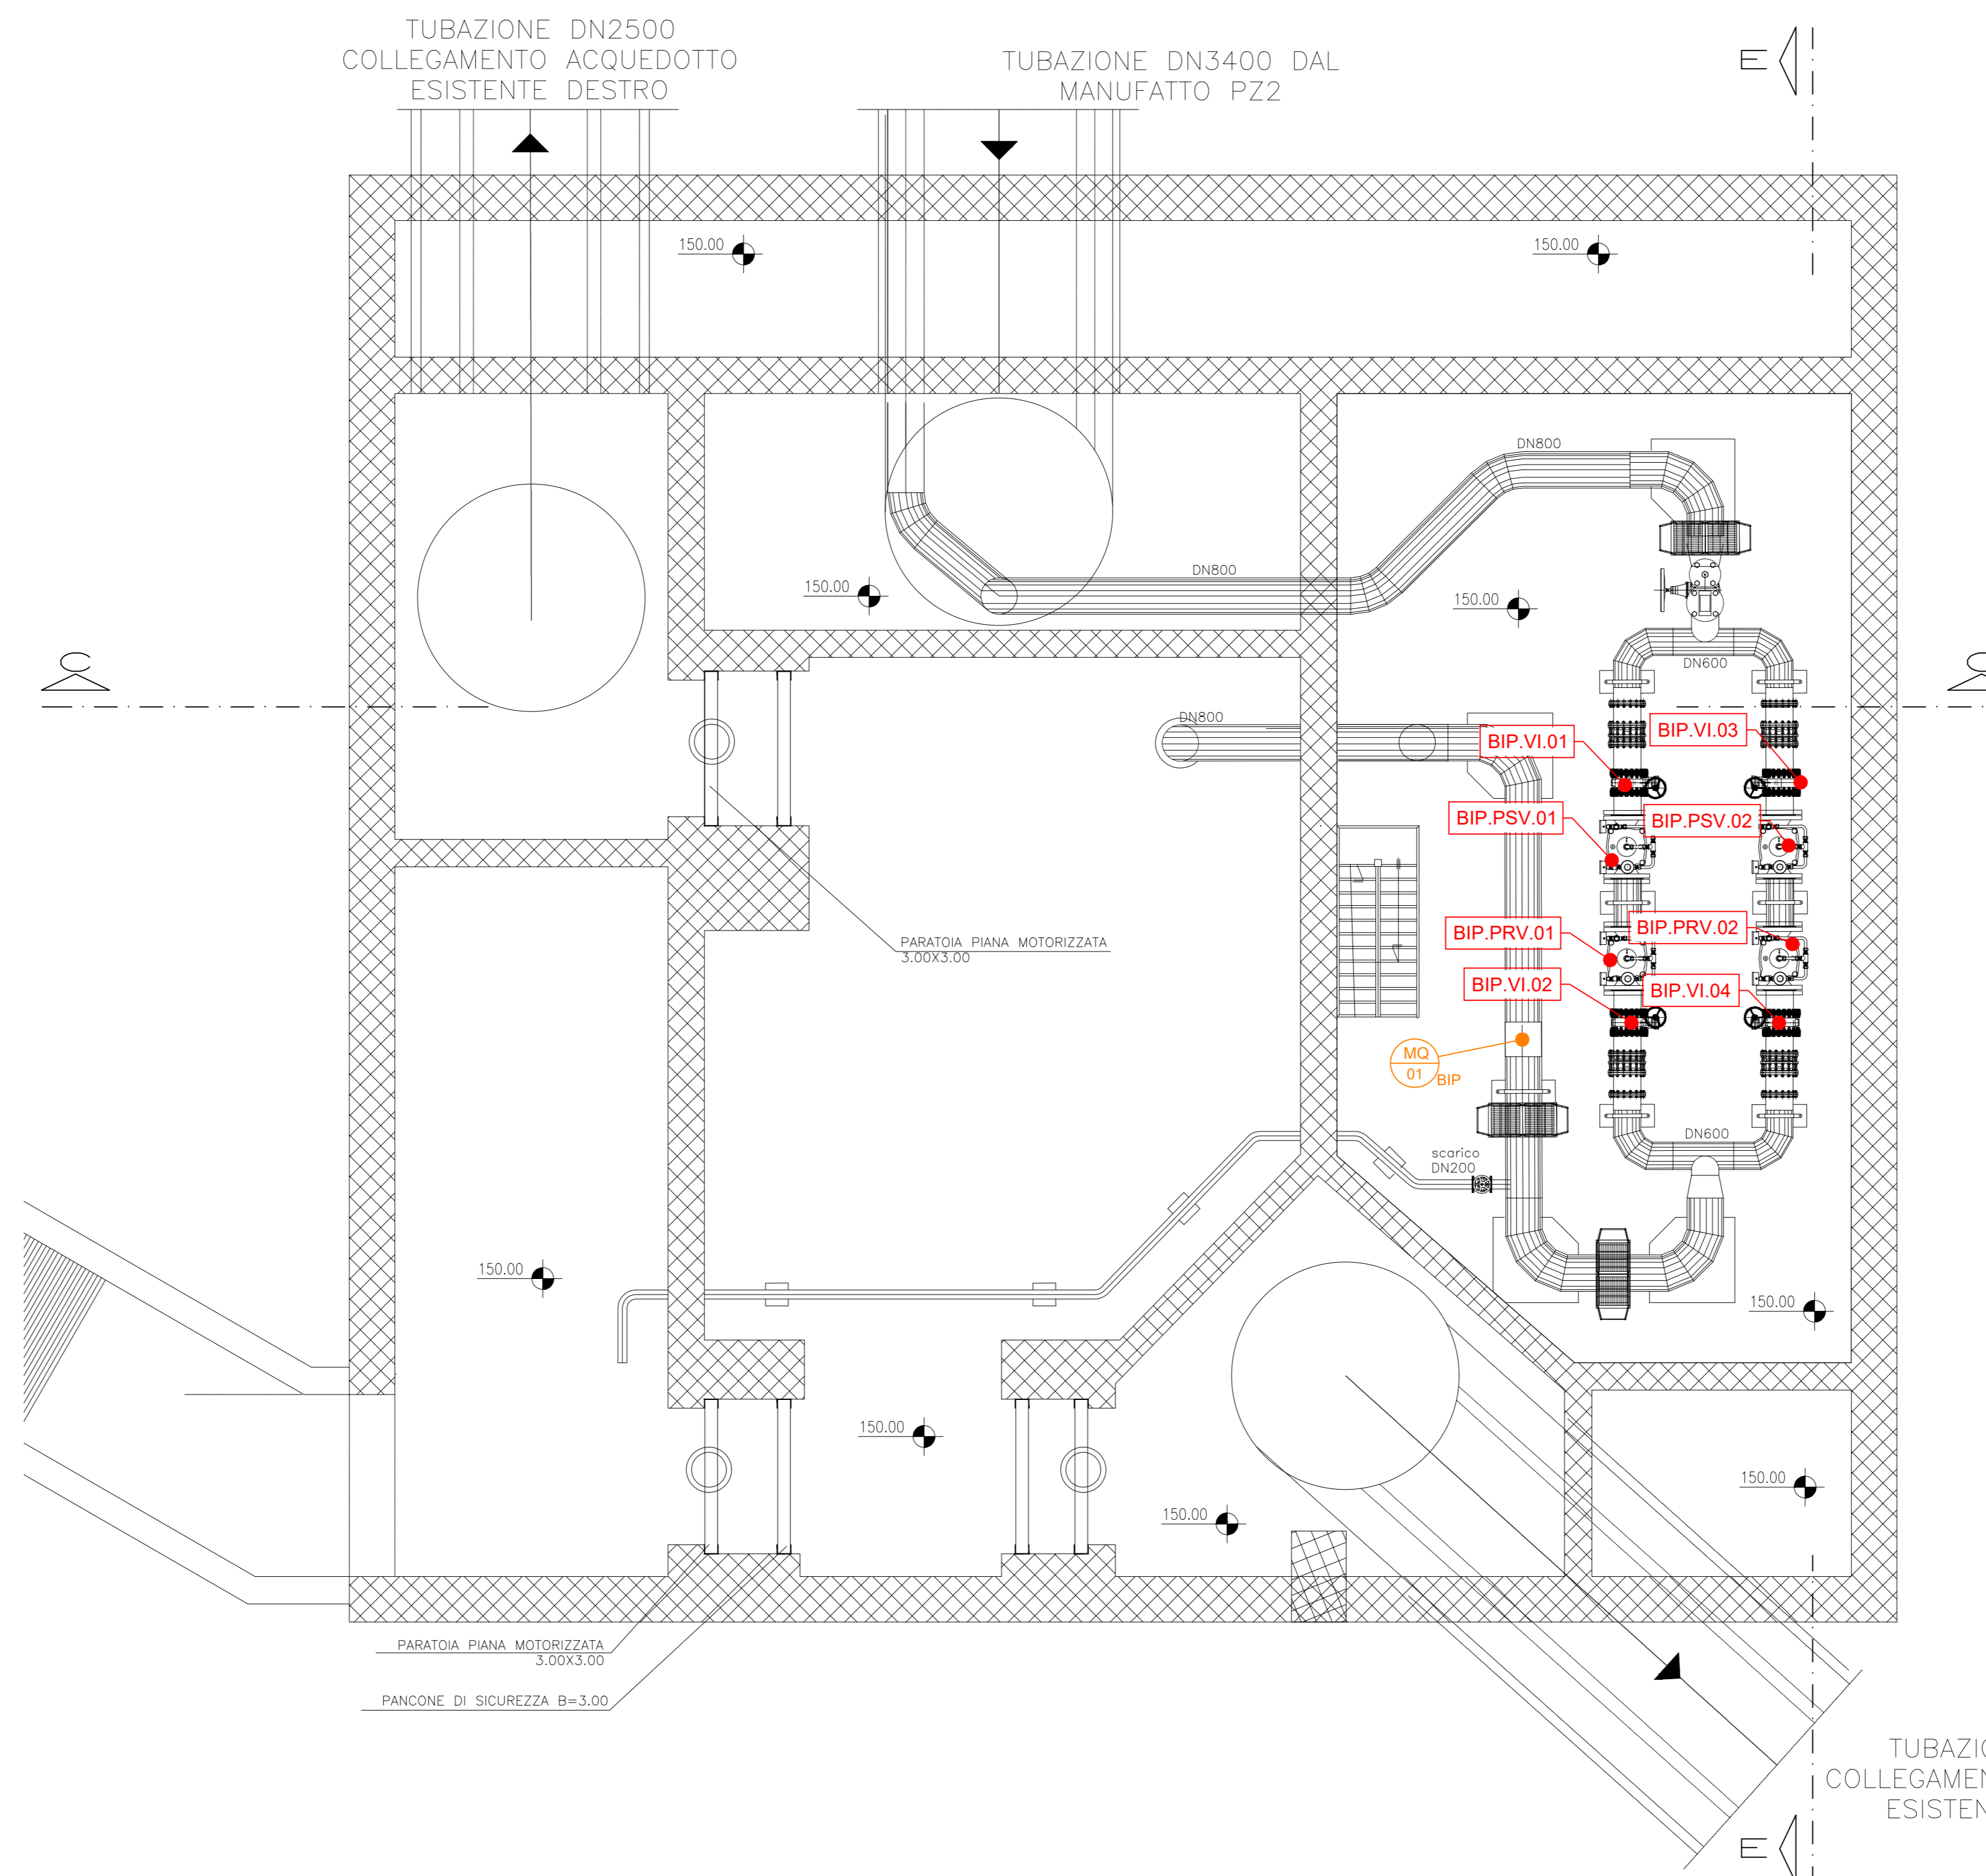 TUBAZIONE DN2500
COLLEGAMENTO ACQUEDOTTO
ESISTENTE DESTRO
TUBAZIONE DN3400 DAL
MANUFATTO PZ2
E
150.00
150.00
DN800
DN800
150.00
150.00
C
DN600
C
DN800
BIP.VI.01
BIP.VI.03
BIP.PSV.01
BIP.PSV.02
PARATOIA PIANA MOTORIZZATA
3.00X3.00
BIP.PRV.01
BIP.PRV.02
BIP.VI.02
BIP.VI.04
MQ
01
BIP
DN600
scarico
DN200
150.00
150.00
150.00
150.00
150.00
PARATOIA PIANA MOTORIZZATA
3.00X3.00
PANCONE DI SICUREZZA B=3.00
E